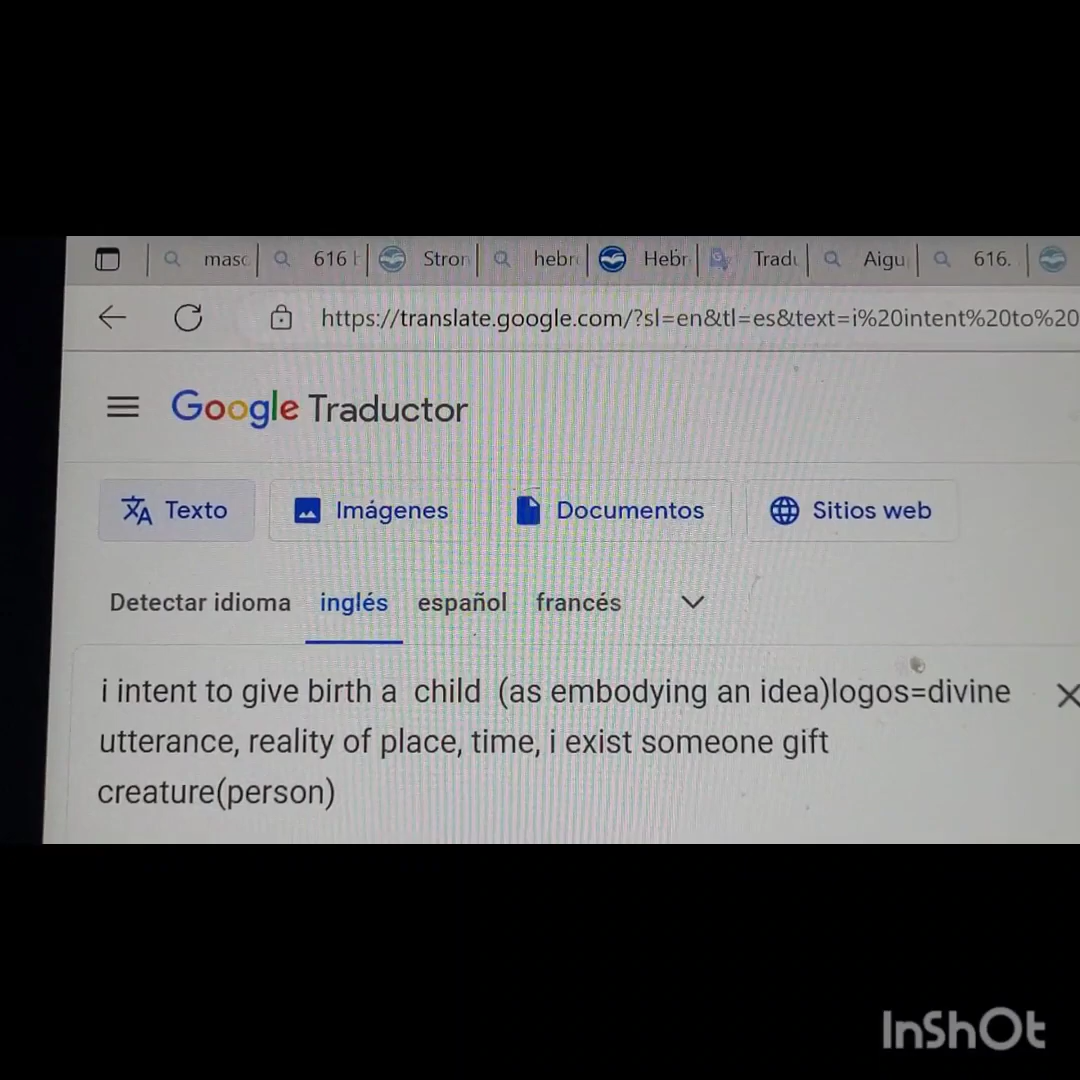 masc 616 Stron hebr Hebr Tradu Aigu 616.
https://translate.google.com/?sl=en&tl=es&text=i%20intent%20to%20
Google Traductor
Texto Imágenes Documentos Sitios web
Detectar idioma inglés español francés
i intent to give birth a child (as embodying an idea)logos=divine
utterance, reality of place, time, i exist someone gift
creature(person)
InShOt